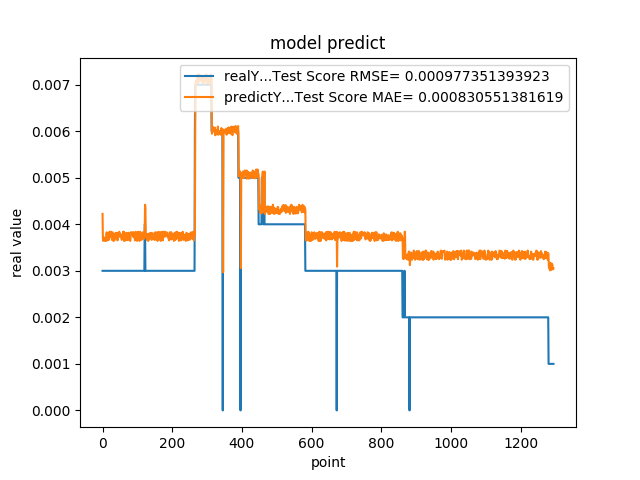 model predict
realY...Test Score RMSE= 0.000977351393923
predictY...Test Score MAE= 0.000830551381619
0.007
0.006
0.005
0.004
0.003
0.002
0.001
0.000
real value
0 200 400 600 800 1000 1200
point